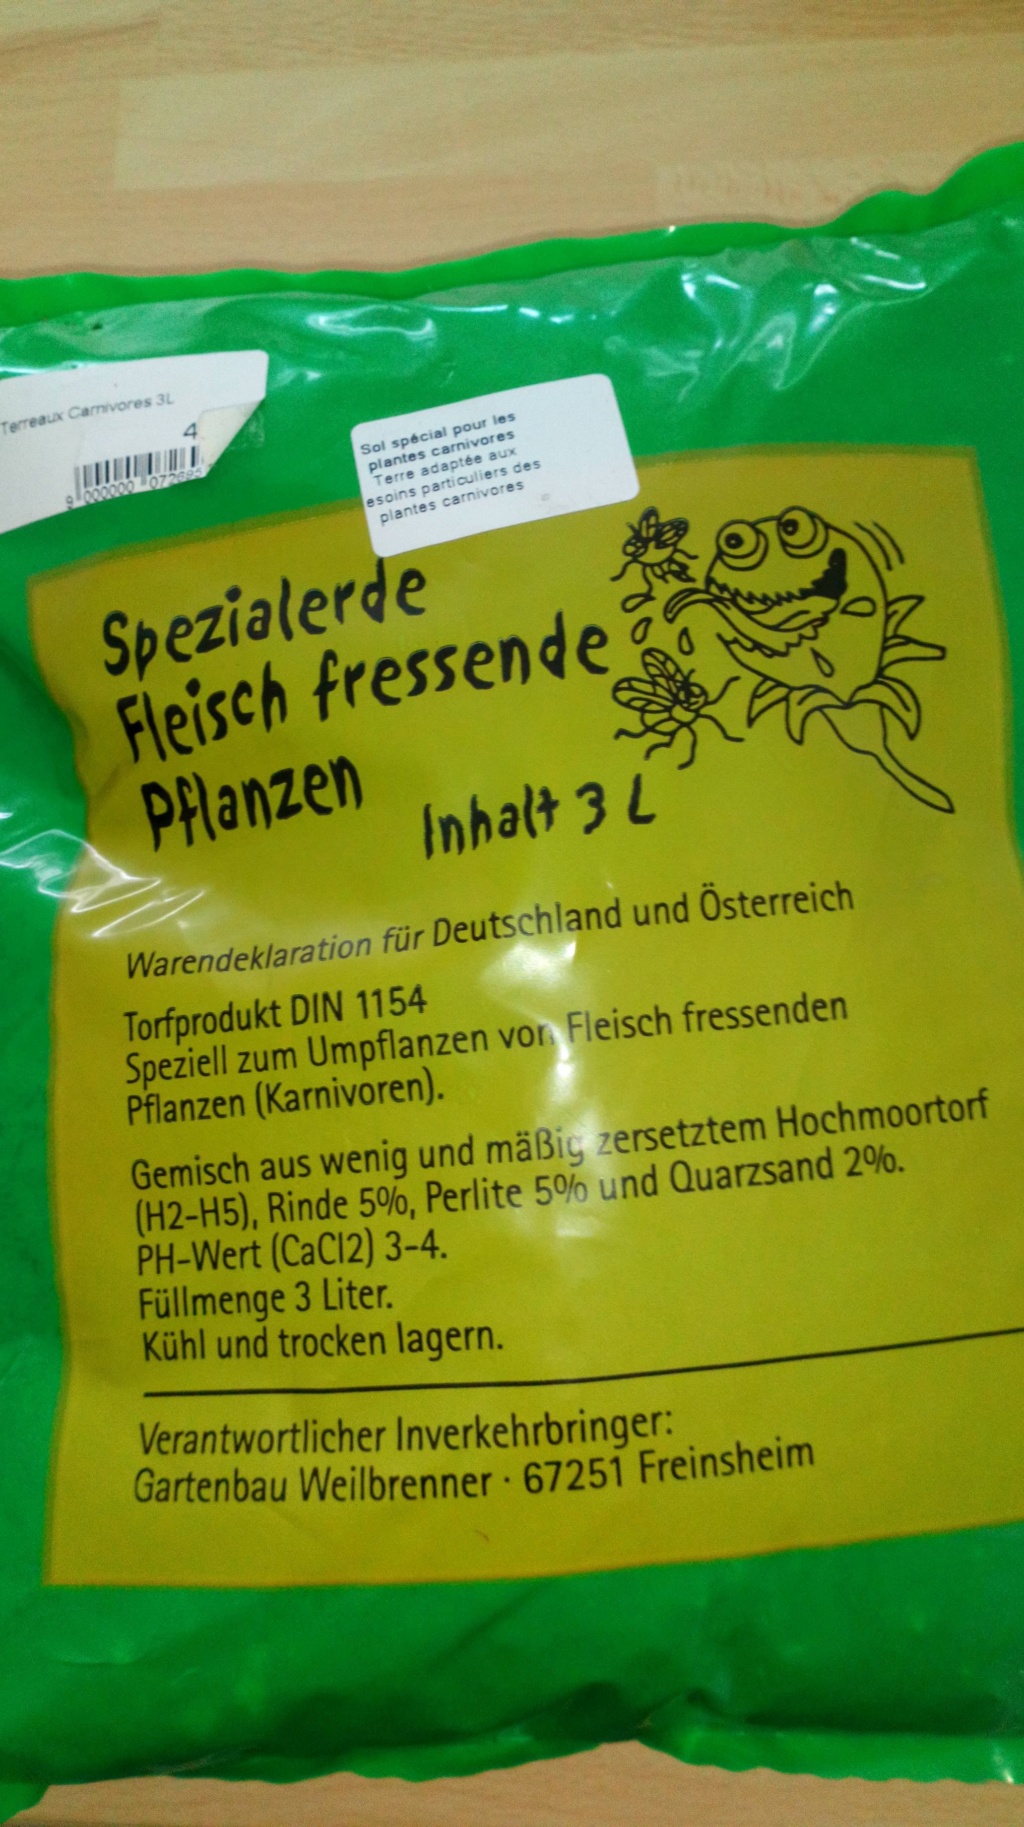 Terreaux Carnivores 3L
4
9 000000 072695
Sol spécial pour les
plantes carnivores
Terre adaptée aux
esoins particuliers des
plantes carnivores
Spezialerde
Fleisch fressende
Pflanzen
Inhalt 3 L
Warendeklaration für Deutschland und Österreich
Torfprodukt DIN 1154
Speziell zum Umpflanzen von Fleisch fressenden
Pflanzen (Karnivoren).
Gemisch aus wenig und mäßig zersetztem Hochmoortorf
(H2-H5), Rinde 5%, Perlite 5% und Quarzsand 2%.
PH-Wert (CaCl2) 3-4.
Füllmenge 3 Liter.
Kühl und trocken lagern.
Verantwortlicher Inverkehrbringer:
Gartenbau Weilbrenner · 67251 Freinsheim